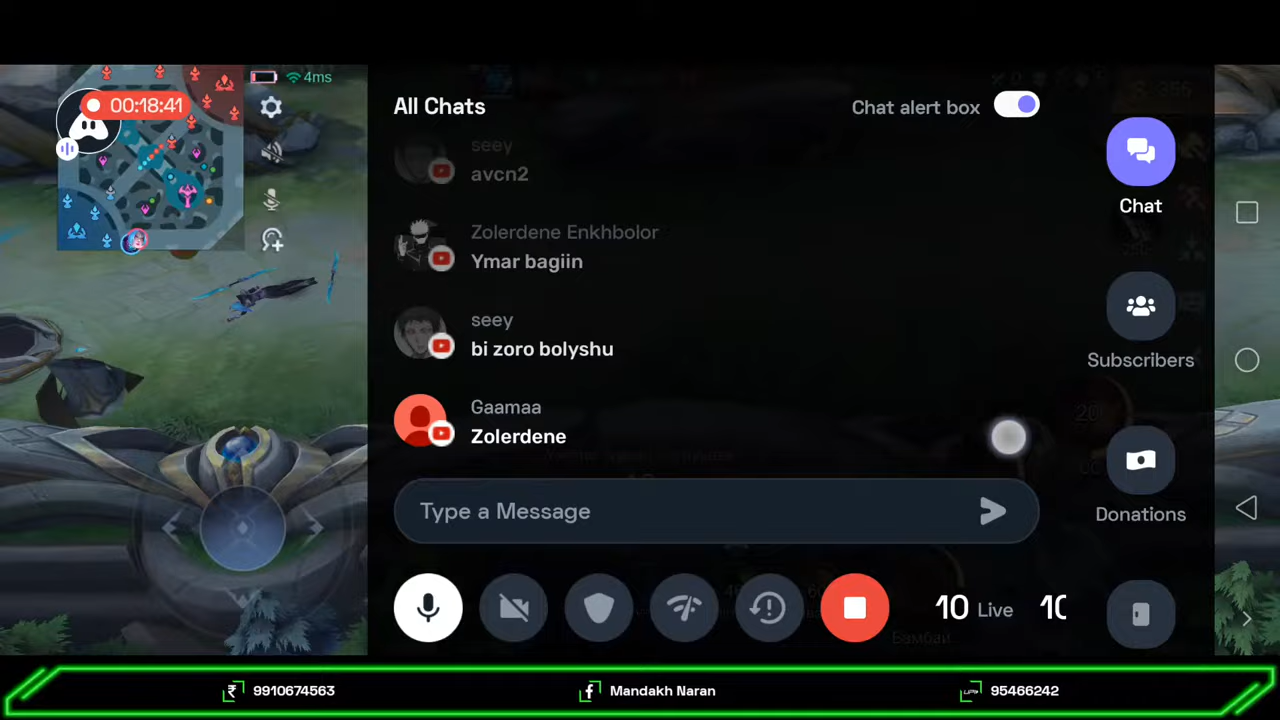 4ms
00:18:41
All Chats
Chat alert box
seey
avcn2
Chat
Zolerdene Enkhbolor
Ymar bagiin
seey
bi zoro bolyshu
Subscribers
Gaamaa
Zolerdene
Type a Message
Donations
10 Live
9910674563
Mandakh Naran
95466242